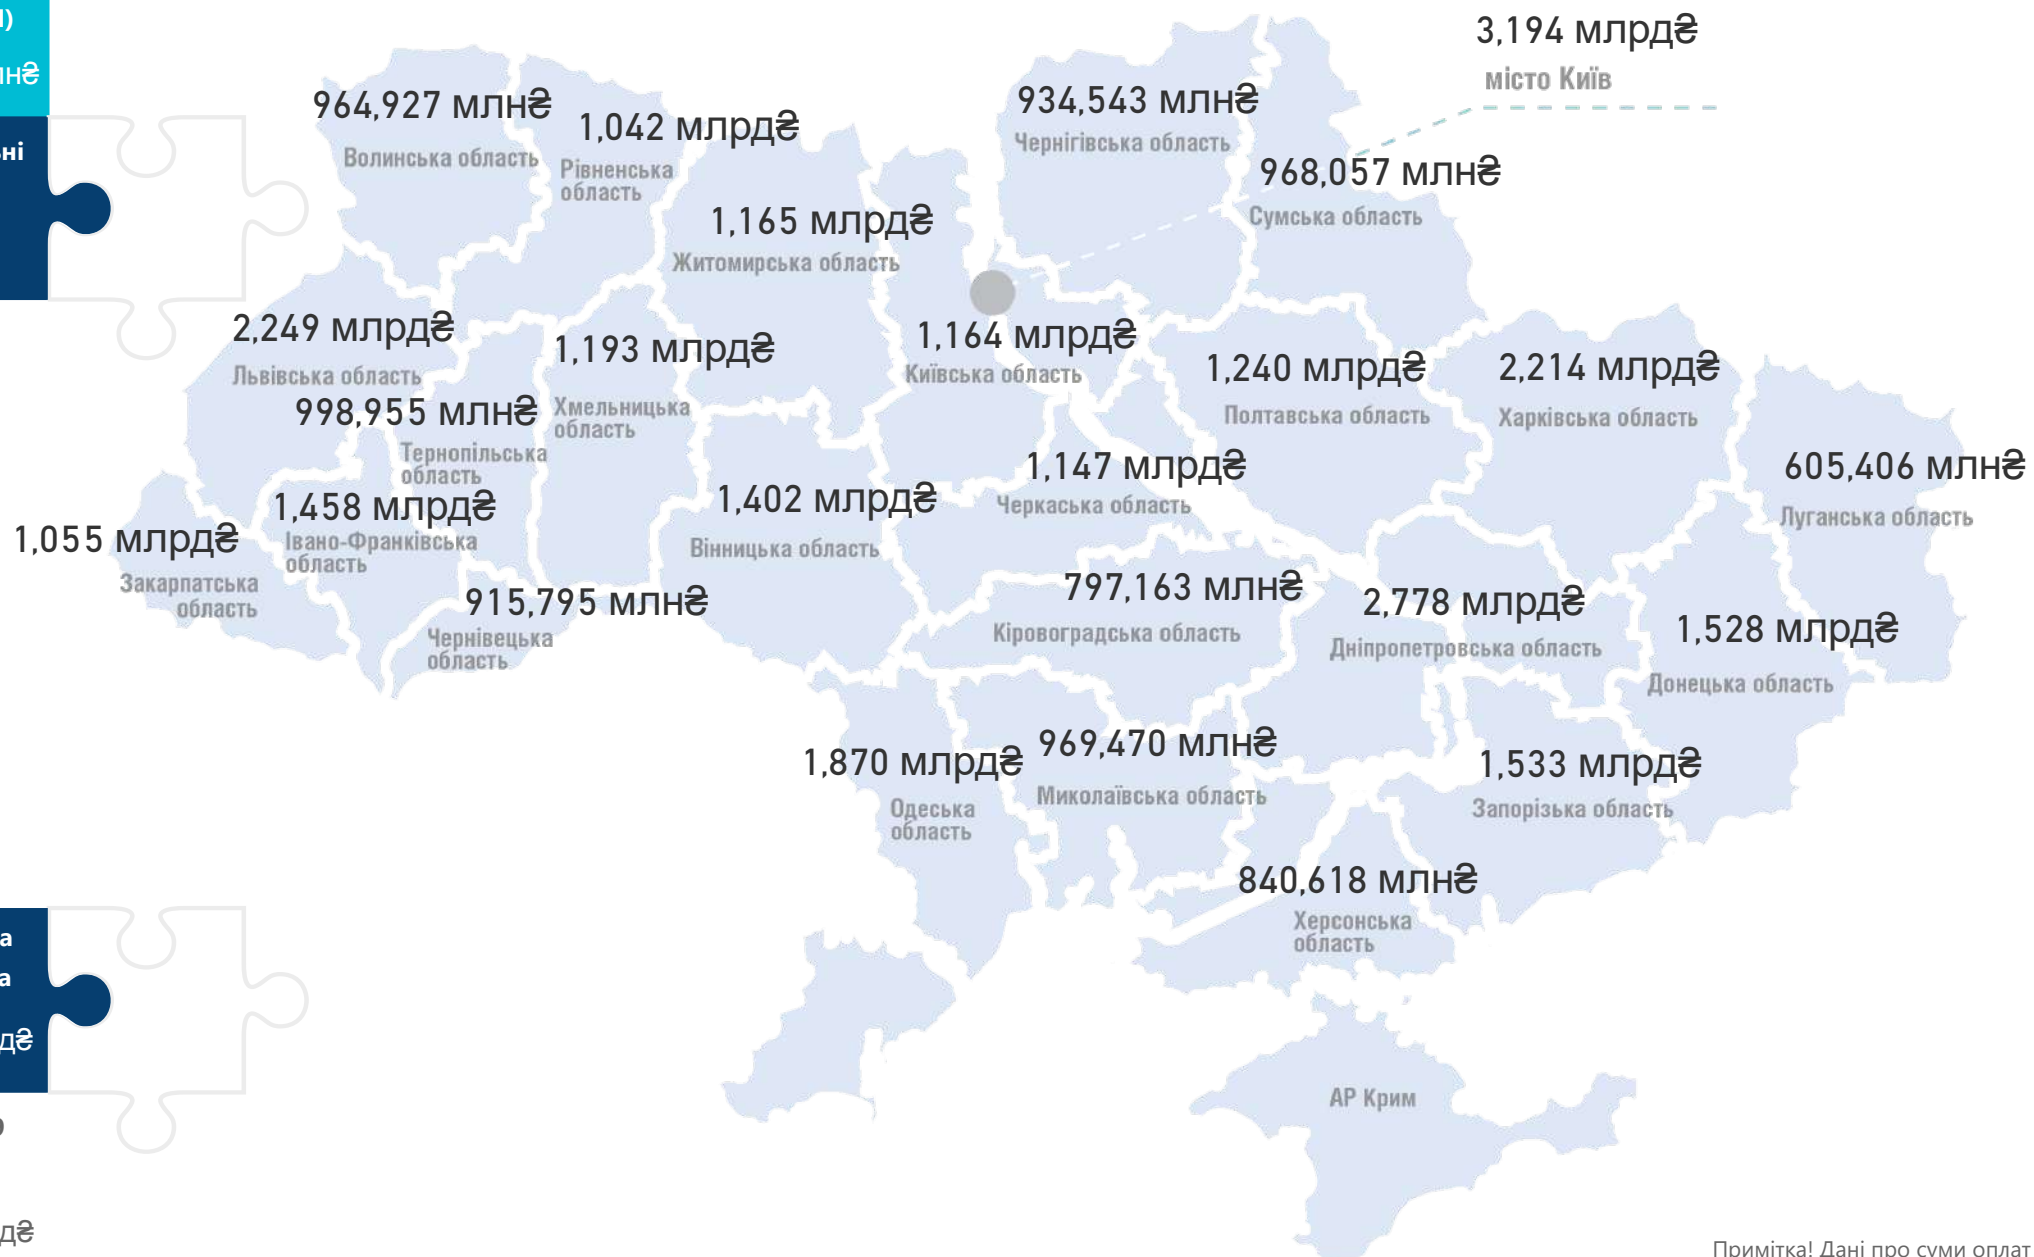 3,194 млрд₴
місто Київ
964,927 млн₴
Волинська область
1,042 млрд₴
Рівненська
область
934,543 млн₴
Чернігівська область
968,057 млн₴
Сумська область
1,165 млрд₴
Житомирська область
2,249 млрд₴
Львівська область
1,193 млрд₴
Хмельницька
область
1,164 млрд₴
Київська область
1,240 млрд₴
Полтавська область
2,214 млрд₴
Харківська область
998,955 млн₴
Тернопільська
область
1,147 млрд₴
Черкаська область
605,406 млн₴
Луганська область
1,458 млрд₴
Івано-Франківська
область
1,402 млрд₴
Вінницька область
1,055 млрд₴
Закарпатська
область
915,795 млн₴
Чернівецька
область
797,163 млн₴
Кіровоградська область
2,778 млрд₴
Дніпропетровська область
1,528 млрд₴
Донецька область
1,870 млрд₴
Одеська
область
969,470 млн₴
Миколаївська область
1,533 млрд₴
Запорізька область
840,618 млн₴
Херсонська
область
АР Крим
Примітка! Дані про суми оплат